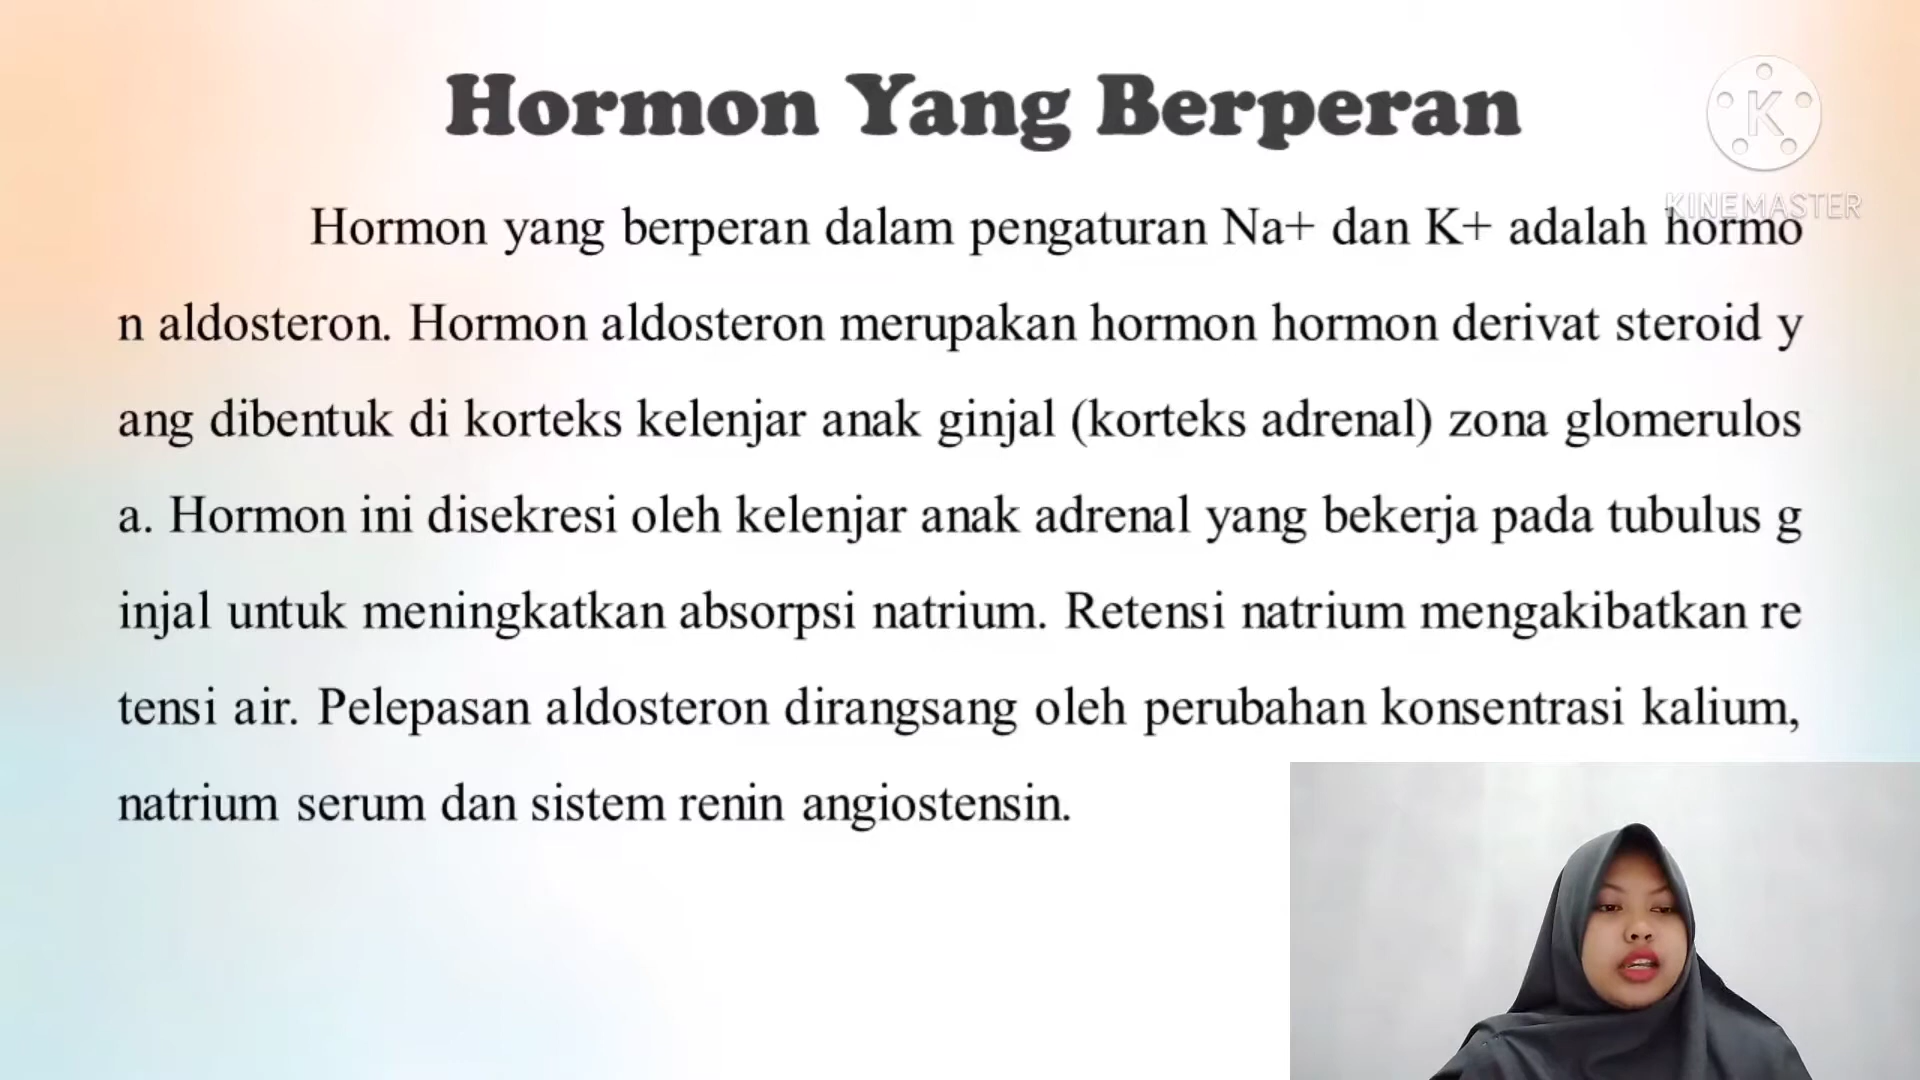 Hormon Yang Berperan
K
KINEMASTER
Hormon yang berperan dalam pengaturan Na+ dan K+ adalah hormo
n aldosteron. Hormon aldosteron merupakan hormon hormon derivat steroid y
ang dibentuk di korteks kelenjar anak ginjal (korteks adrenal) zona glomerulos
a. Hormon ini disekresi oleh kelenjar anak adrenal yang bekerja pada tubulus g
injal untuk meningkatkan absorpsi natrium. Retensi natrium mengakibatkan re
tensi air. Pelepasan aldosteron dirangsang oleh perubahan konsentrasi kalium,
natrium serum dan sistem renin angiostensin.